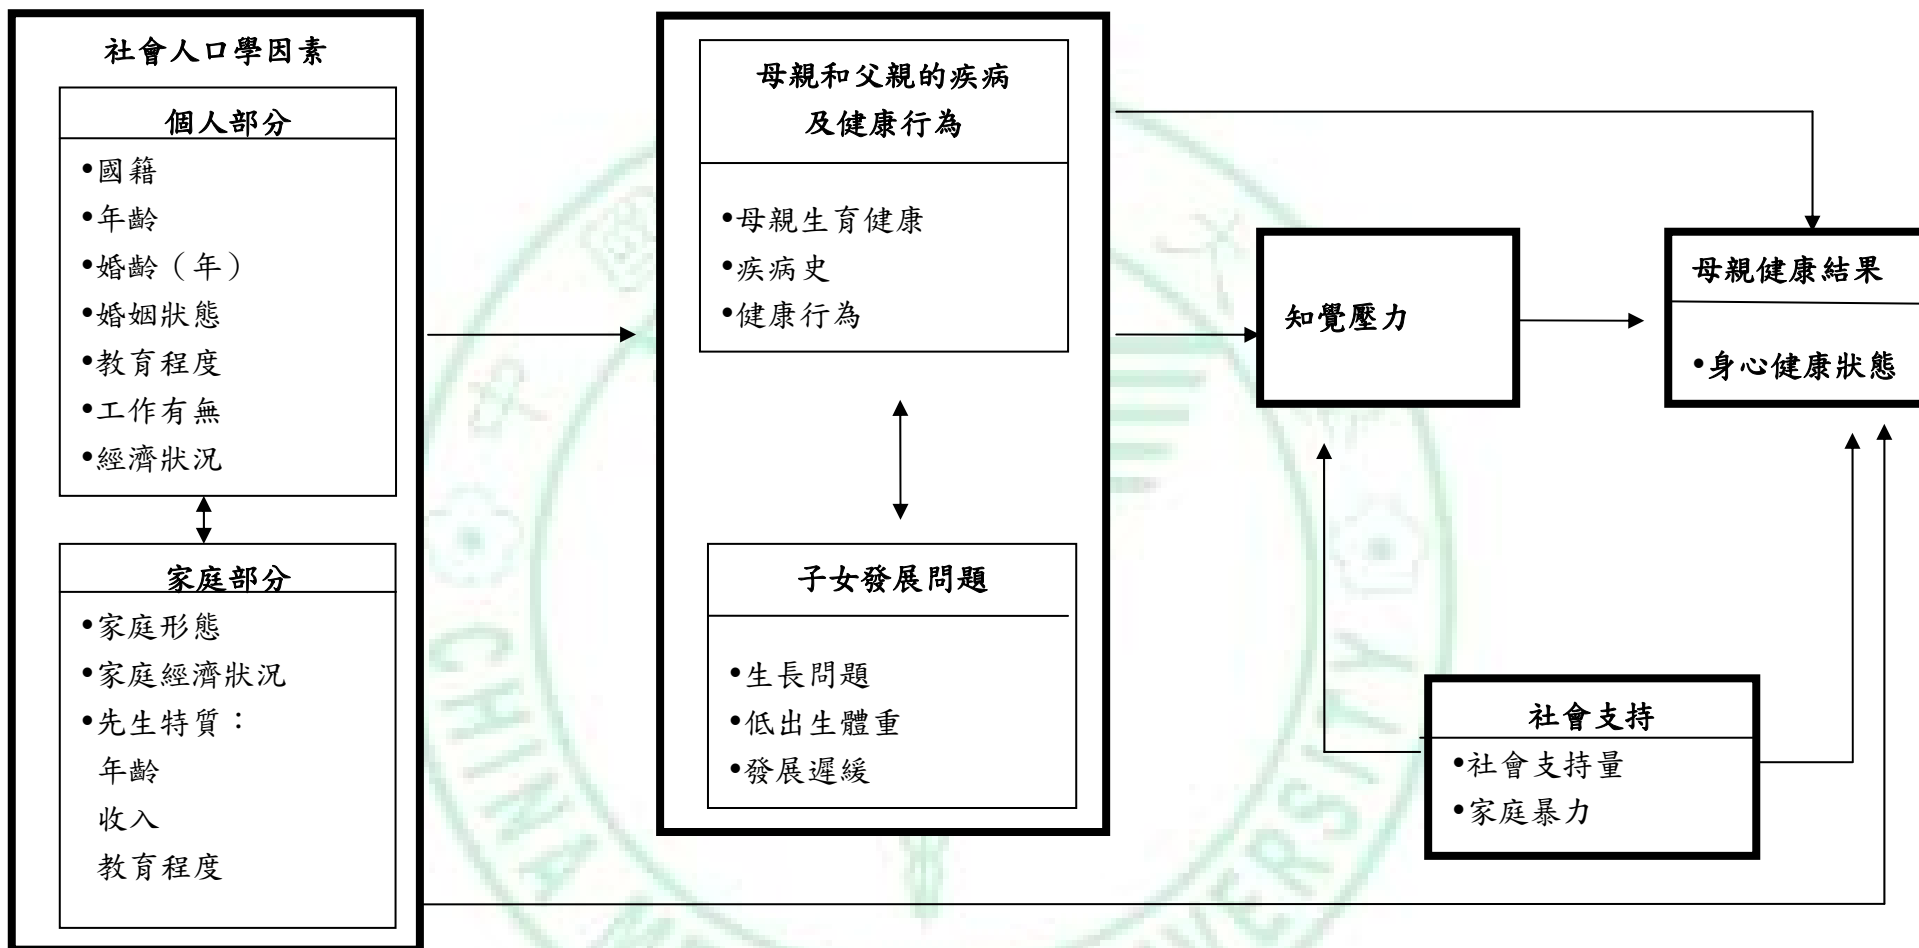 社會人口學因素
個人部分
•國籍
•年齡
•婚齡（年）
•婚姻狀態
•教育程度
•工作有無
•經濟狀況
家庭部分
•家庭形態
•家庭經濟狀況
•先生特質：
年齡
收入
教育程度
母親和父親的疾病
及健康行為
•母親生育健康
•疾病史
•健康行為
子女發展問題
•生長問題
•低出生體重
•發展遲緩
知覺壓力
母親健康結果
•身心健康狀態
社會支持
•社會支持量
•家庭暴力
中國
CHINA